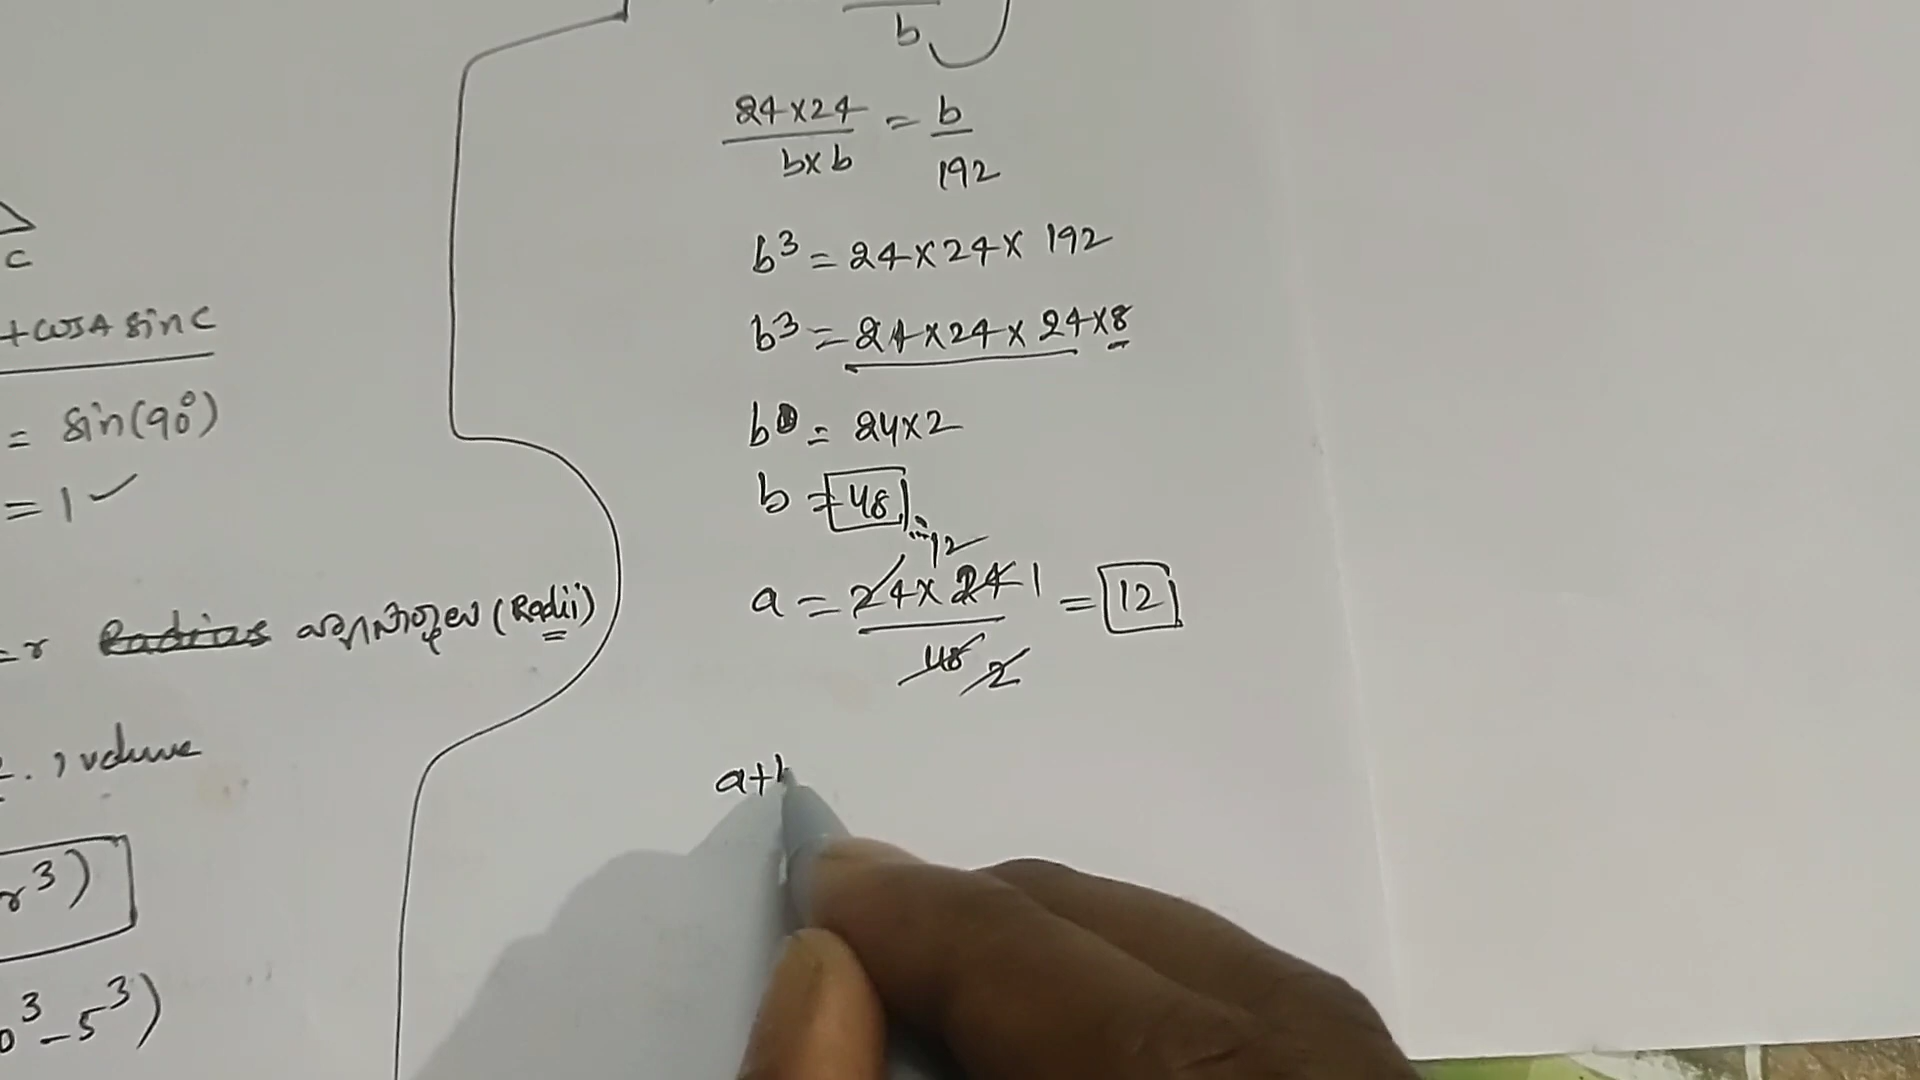 C
+cosA sinC
= sin(90°)
= 1 ✓
=r (Radii)
, volume
r³)
0³-5³)
b
24×24 / b×b = b / 192
b³ = 24×24×192
b³ = 24×24×24×8
b = 24×2
b = 48
12
a = 24×24 1 / 48 2 = 12
a+b